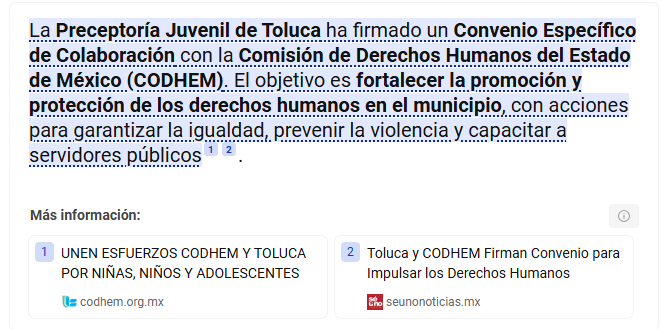 La Preceptoría Juvenil de Toluca ha firmado un Convenio Específico
de Colaboración con la Comisión de Derechos Humanos del Estado
de México (CODHEM). El objetivo es fortalecer la promoción y
protección de los derechos humanos en el municipio, con acciones
para garantizar la igualdad, prevenir la violencia y capacitar a
servidores públicos 1 2 .
Más información:
1 UNEN ESFUERZOS CODHEM Y TOLUCA
POR NIÑAS, NIÑOS Y ADOLESCENTES
codhem.org.mx
2 Toluca y CODHEM Firman Convenio para
Impulsar los Derechos Humanos
seunonoticias.mx